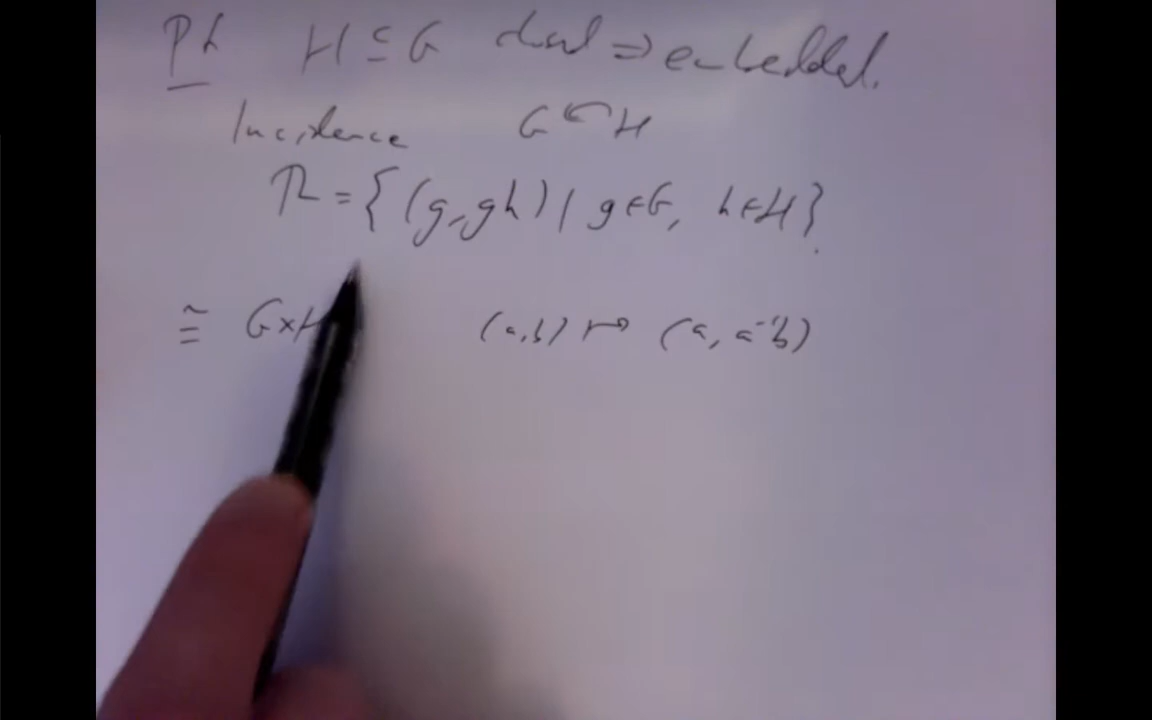 Pf H ⊆ G closed ⇒ embedded.
Incidence G ↶ H
R = { (g, gh) | g ∈ G, h ∈ H }.
≅ G×H (a,b) ↦ (a, a⁻¹b)